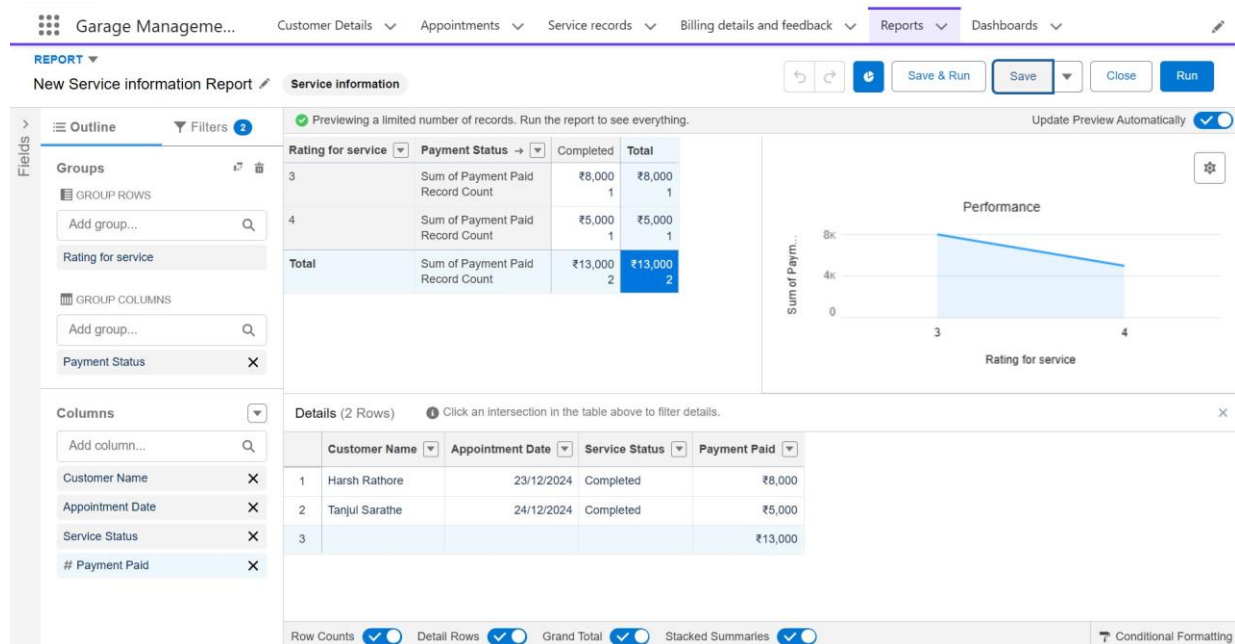 Garage Manageme... Customer Details Appointments Service records Billing details and feedback Reports Dashboards
REPORT
New Service information Report Service information Save & Run Save Close Run
Fields
Outline Filters 2
Previewing a limited number of records. Run the report to see everything. Update Preview Automatically
Groups
GROUP ROWS
Add group...
Rating for service
GROUP COLUMNS
Add group...
Payment Status
Rating for service Payment Status → Completed Total
3 Sum of Payment Paid ₹8,000 ₹8,000
Record Count 1 1
4 Sum of Payment Paid ₹5,000 ₹5,000
Record Count 1 1
Total Sum of Payment Paid ₹13,000 ₹13,000
Record Count 2 2
Performance
Sum of Paym...
8K
4K
0
3 4
Rating for service
Columns
Add column...
Customer Name
Appointment Date
Service Status
# Payment Paid
Details (2 Rows) Click an intersection in the table above to filter details.
Customer Name Appointment Date Service Status Payment Paid
1 Harsh Rathore 23/12/2024 Completed ₹8,000
2 Tanjul Sarathe 24/12/2024 Completed ₹5,000
3 ₹13,000
Row Counts Detail Rows Grand Total Stacked Summaries Conditional Formatting